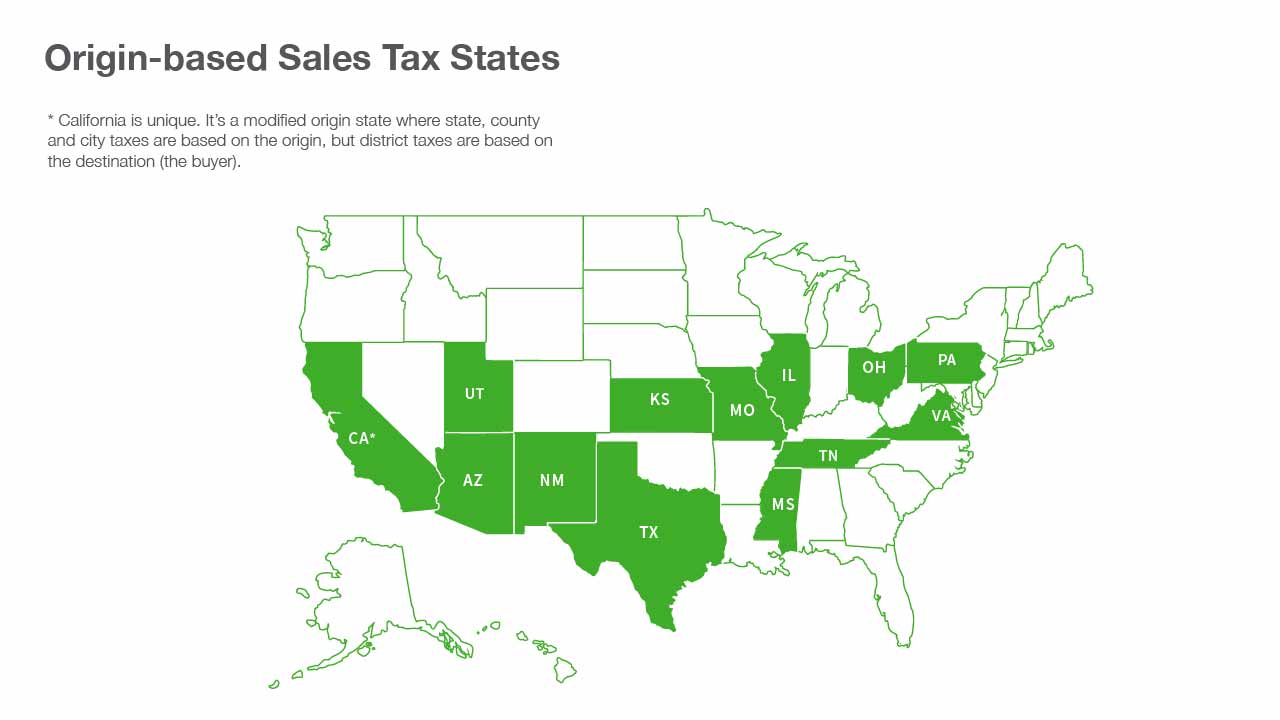 Origin-based Sales Tax States
* California is unique. It’s a modified origin state where state, county
and city taxes are based on the origin, but district taxes are based on
the destination (the buyer).
IL
OH
PA
UT
KS
MO
VA
CA*
TN
AZ
NM
MS
TX